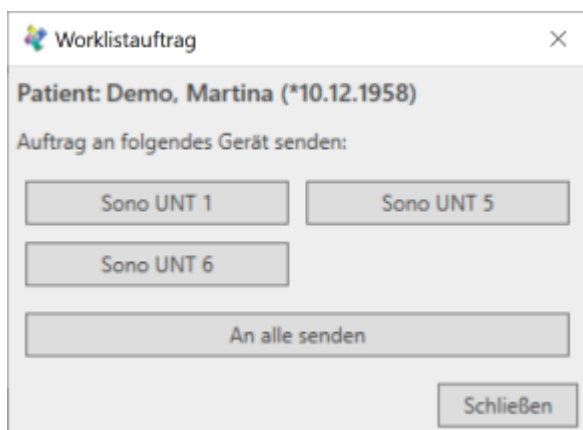 Worklistauftrag
Patient: Demo, Martina (*10.12.1958)
Auftrag an folgendes Gerät senden:
Sono UNT 1
Sono UNT 5
Sono UNT 6
An alle senden
Schließen